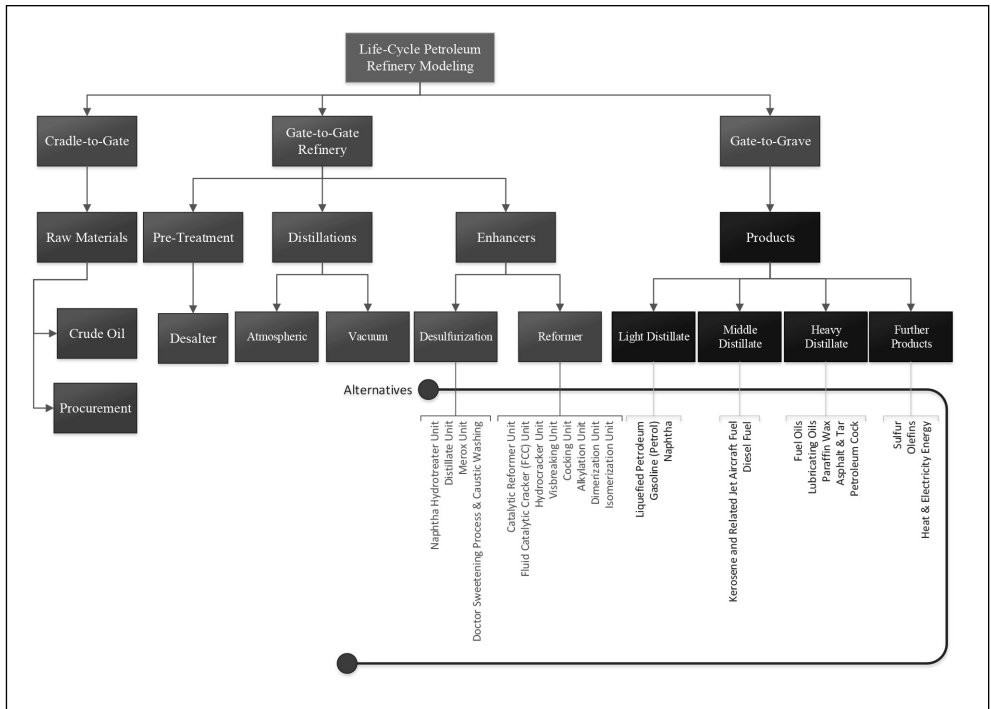 Life-Cycle Petroleum
Refinery Modeling
Cradle-to-Gate
Gate-to-Gate
Refinery
Gate-to-Grave
Raw Materials
Pre-Treatment
Distillations
Enhancers
Products
Crude Oil
Procurement
Desalter
Atmospheric
Vacuum
Desulfurization
Reformer
Light Distillate
Middle
Distillate
Heavy
Distillate
Further
Products
Alternatives
Naphtha Hydrotreater Unit
Distillate Unit
Merox Unit
Doctor Sweetening Process & Caustic Washing
Catalytic Reformer Unit
Fluid Catalytic Cracker (FCC) Unit
Hydrocracker Unit
Visbreaking Unit
Cocking Unit
Alkylation Unit
Dimerization Unit
Isomerization Unit
Liquefied Petroleum
Gasoline (Petrol)
Naphtha
Kerosene and Related Jet Aircraft Fuel
Diesel Fuel
Fuel Oils
Lubricating Oils
Paraffin Wax
Asphalt & Tar
Petroleum Cock
Sulfur
Olefins
Heat & Electricity Energy